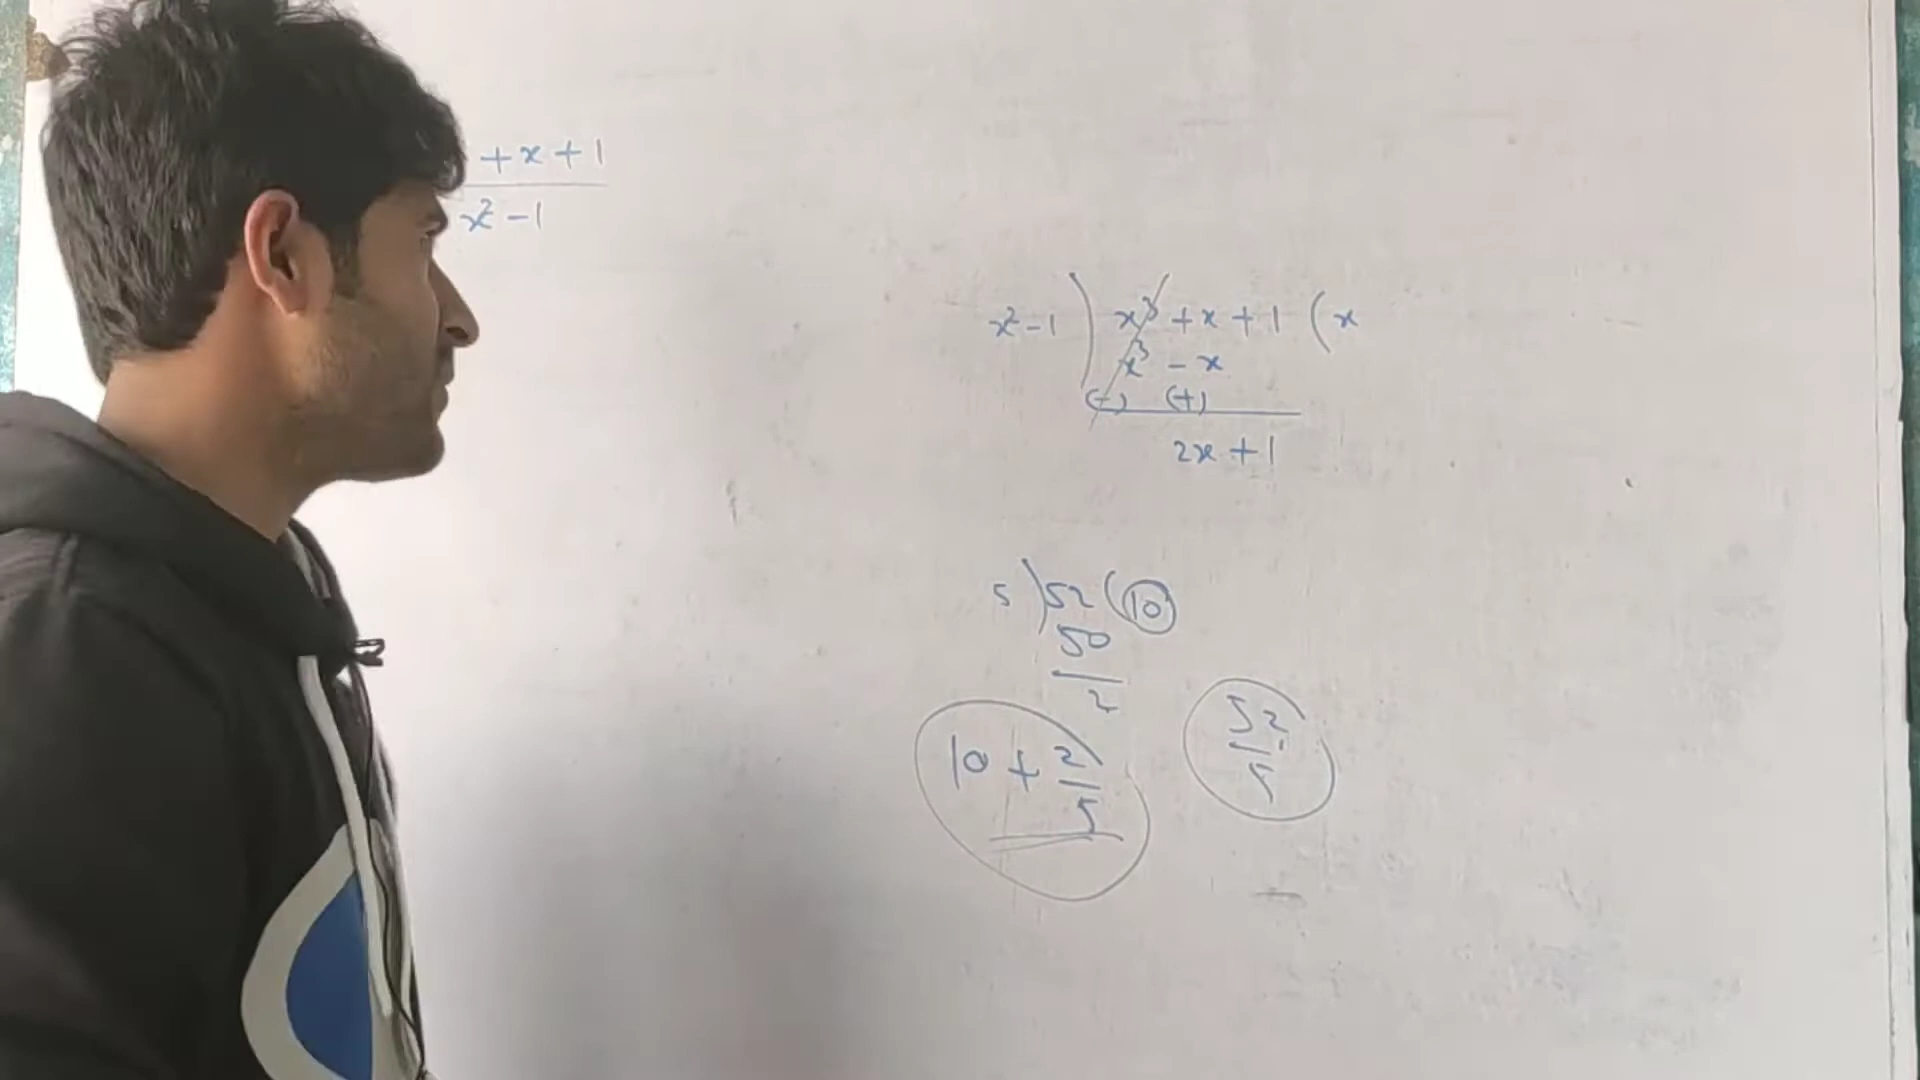 + x + 1
x² - 1
x² - 1 ) x³ + x + 1 ( x
x³ - x
(-) (+)
2x + 1
5 ) 52 ( 10
50
2
10 + 2/5
52/5